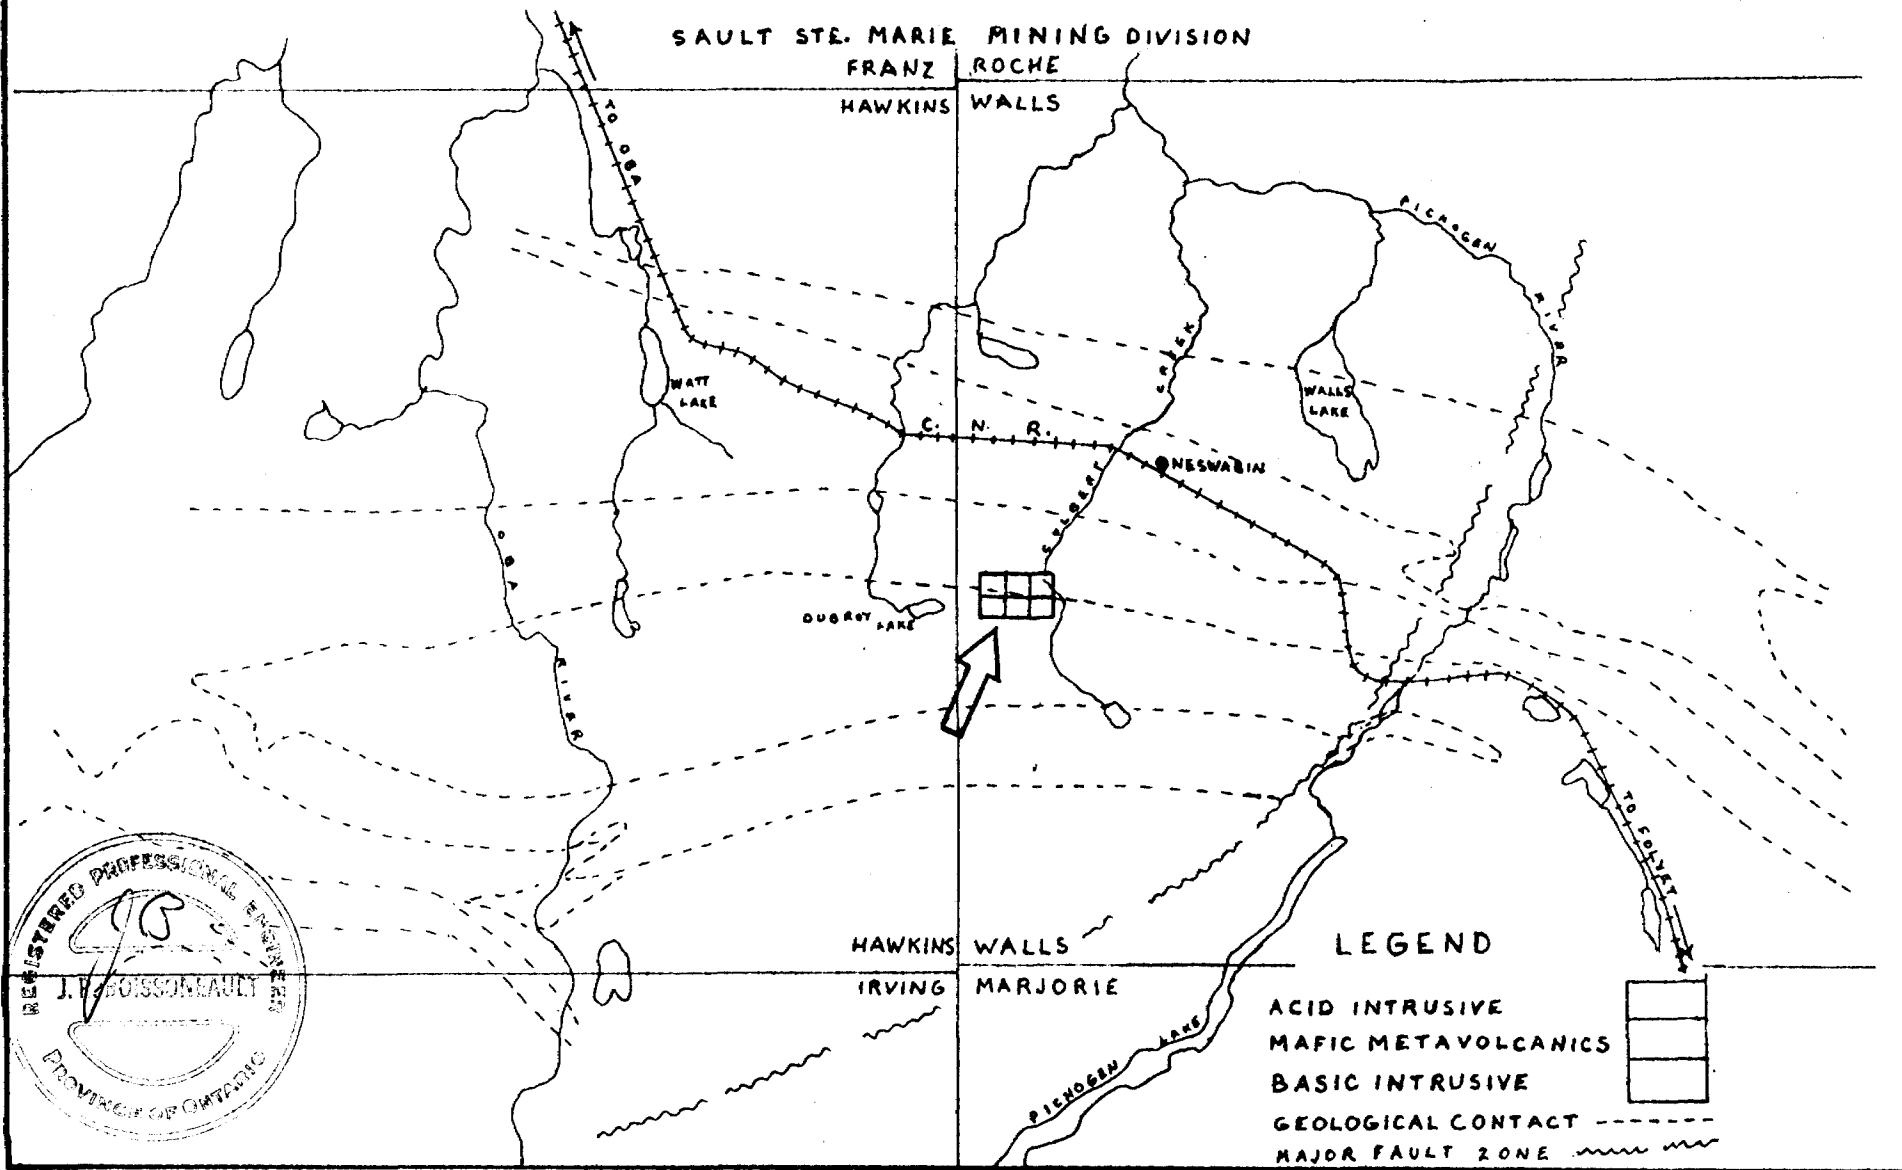 SAULT STE. MARIE MINING DIVISION
FRANZ ROCHE
HAWKINS WALLS
TO OBA
PICHOGEN RIVER
WATT LAKE
CREEK
WALLS LAKE
C. N. R.
NESWABIN
OBA RIVER
DUBROY LAKE
TO FOLYET
REGISTERED PROFESSIONAL ENGINEER
J. P. BOISSONEAULT
PROVINCE OF ONTARIO
HAWKINS WALLS
IRVING MARJORIE
PICHOGEN LAKE
LEGEND
ACID INTRUSIVE
MAFIC METAVOLCANICS
BASIC INTRUSIVE
GEOLOGICAL CONTACT
MAJOR FAULT ZONE